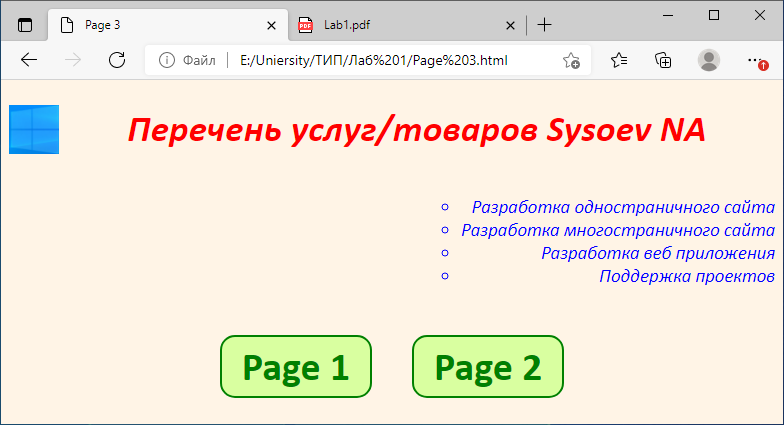 Page 3
Lab1.pdf
Файл
E:/Uniersity/ТИП/Лаб%201/Page%203.html
Перечень услуг/товаров Sysoev NA
Разработка одностраничного сайта
Разработка многостраничного сайта
Разработка веб приложения
Поддержка проектов
Page 1
Page 2